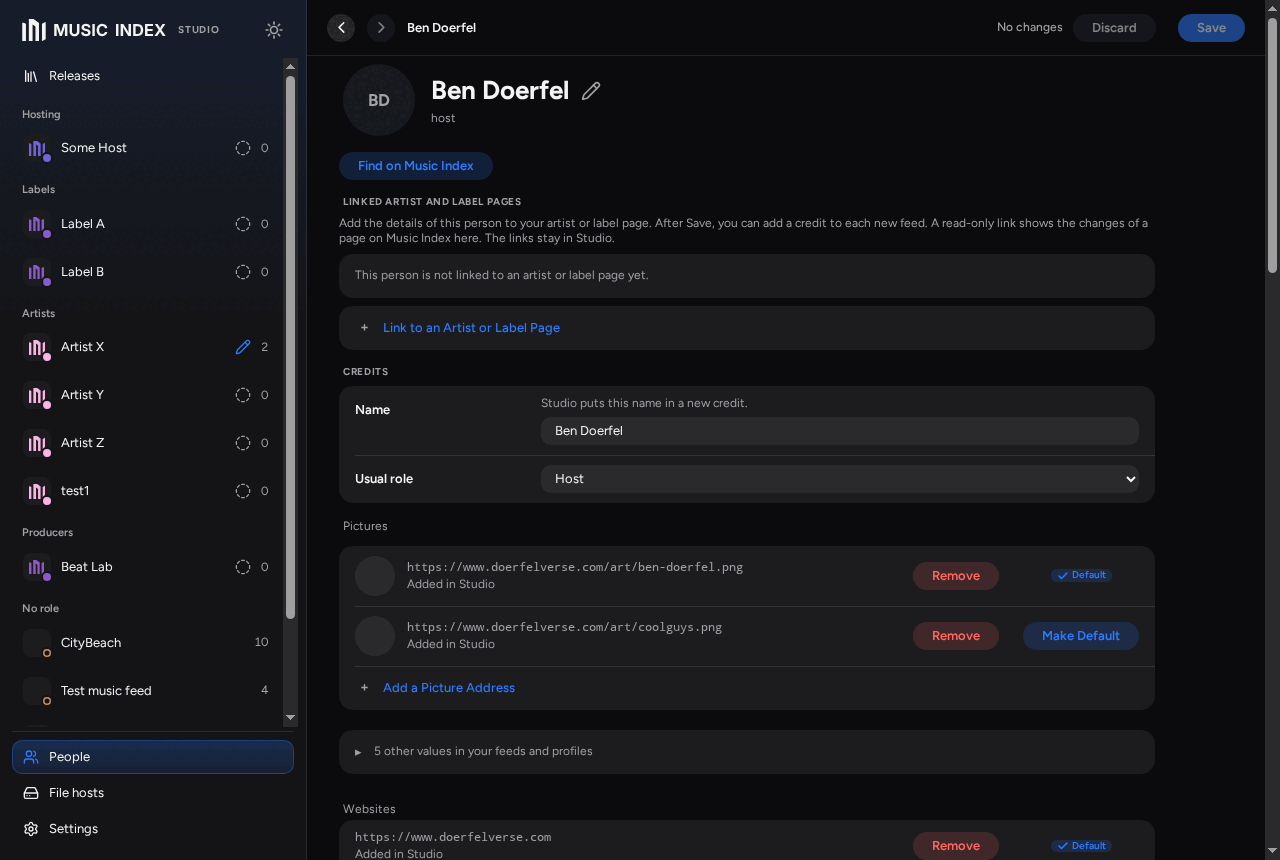 MUSIC INDEX STUDIO
Releases
Hosting
Some Host 0
Labels
Label A 0
Label B 0
Artists
Artist X 2
Artist Y 0
Artist Z 0
test1 0
Producers
Beat Lab 0
No role
CityBeach 10
Test music feed 4
People
File hosts
Settings
Ben Doerfel
No changes Discard Save
BD
Ben Doerfel
host
Find on Music Index
LINKED ARTIST AND LABEL PAGES
Add the details of this person to your artist or label page. After Save, you can add a credit to each new feed. A read-only link shows the changes of a
page on Music Index here. The links stay in Studio.
This person is not linked to an artist or label page yet.
+ Link to an Artist or Label Page
CREDITS
Name
Studio puts this name in a new credit.
Ben Doerfel
Usual role Host
Pictures
https://www.doerfelverse.com/art/ben-doerfel.png
Added in Studio
Remove Default
https://www.doerfelverse.com/art/coolguys.png
Added in Studio
Remove Make Default
+ Add a Picture Address
5 other values in your feeds and profiles
Websites
https://www.doerfelverse.com
Added in Studio
Remove Default